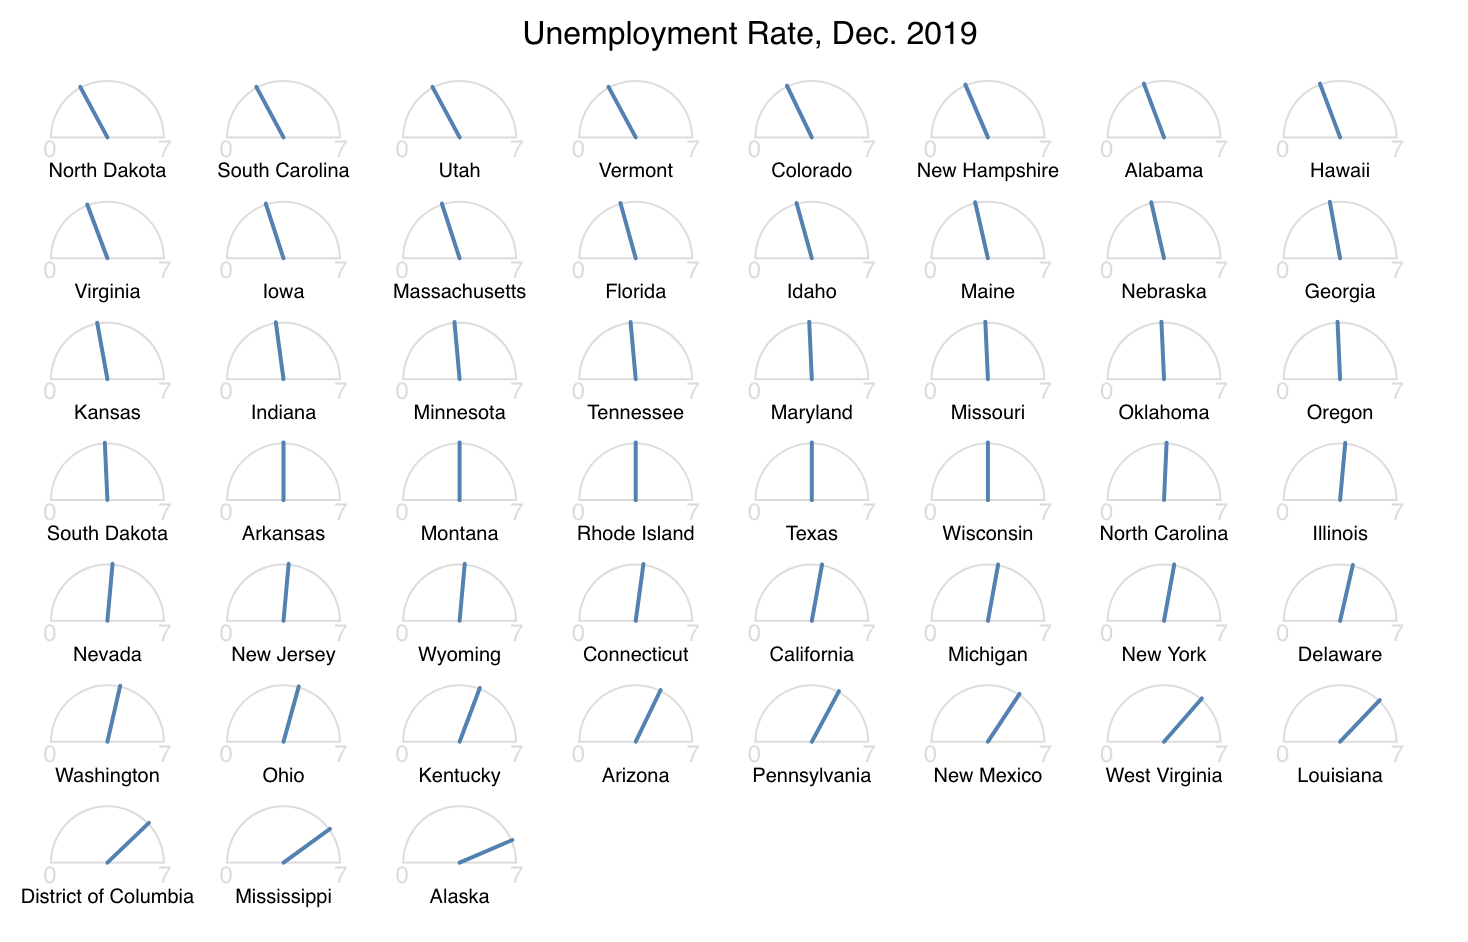 Unemployment Rate, Dec. 2019
0 7 0 7 0 7 0 7 0 7 0 7 0 7 0 7
North Dakota South Carolina Utah Vermont Colorado New Hampshire Alabama Hawaii
0 7 0 7 0 7 0 7 0 7 0 7 0 7 0 7
Virginia Iowa Massachusetts Florida Idaho Maine Nebraska Georgia
0 7 0 7 0 7 0 7 0 7 0 7 0 7 0 7
Kansas Indiana Minnesota Tennessee Maryland Missouri Oklahoma Oregon
0 7 0 7 0 7 0 7 0 7 0 7 0 7 0 7
South Dakota Arkansas Montana Rhode Island Texas Wisconsin North Carolina Illinois
0 7 0 7 0 7 0 7 0 7 0 7 0 7 0 7
Nevada New Jersey Wyoming Connecticut California Michigan New York Delaware
0 7 0 7 0 7 0 7 0 7 0 7 0 7 0 7
Washington Ohio Kentucky Arizona Pennsylvania New Mexico West Virginia Louisiana
0 7 0 7 0 7
District of Columbia Mississippi Alaska